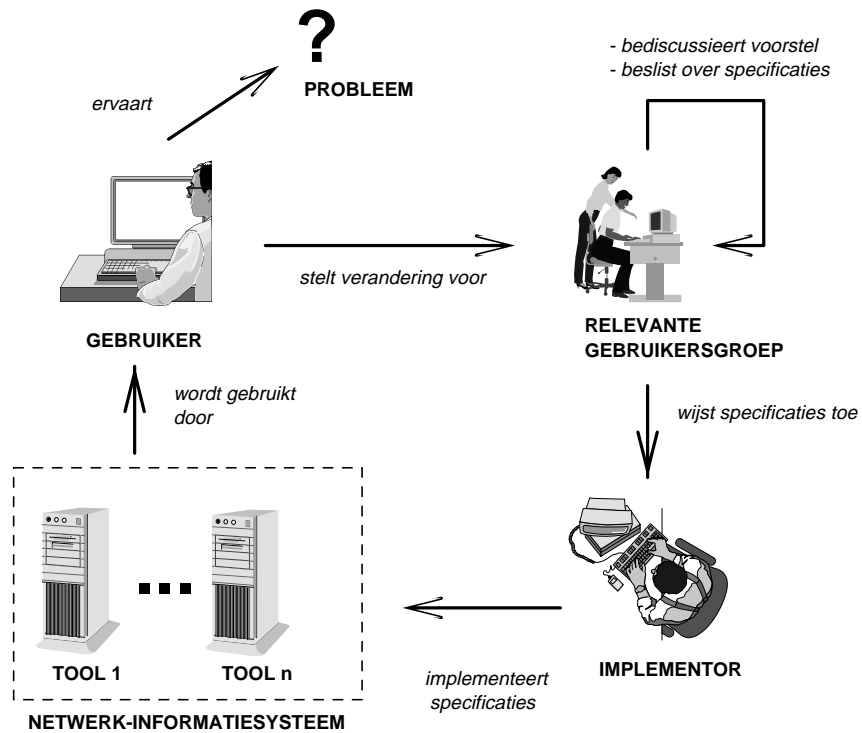 ?
PROBLEEM
- bediscussieert voorstel
- beslist over specificaties
ervaart
stelt verandering voor
GEBRUIKER
RELEVANTE
GEBRUIKERSGROEP
wordt gebruikt
door
wijst specificaties toe
TOOL 1
TOOL n
IMPLEMENTOR
implementeert
specificaties
NETWERK-INFORMATIESYSTEEM